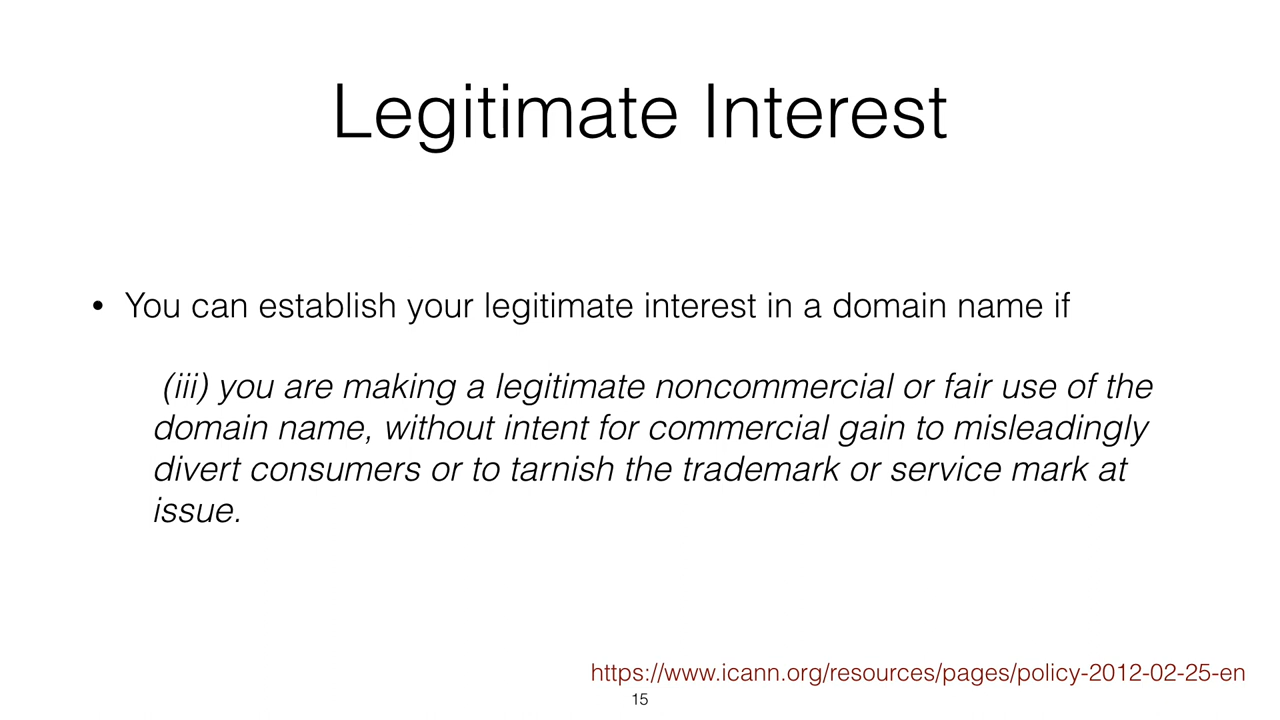 Legitimate Interest
• You can establish your legitimate interest in a domain name if
(iii) you are making a legitimate noncommercial or fair use of the
domain name, without intent for commercial gain to misleadingly
divert consumers or to tarnish the trademark or service mark at
issue.
https://www.icann.org/resources/pages/policy-2012-02-25-en
15